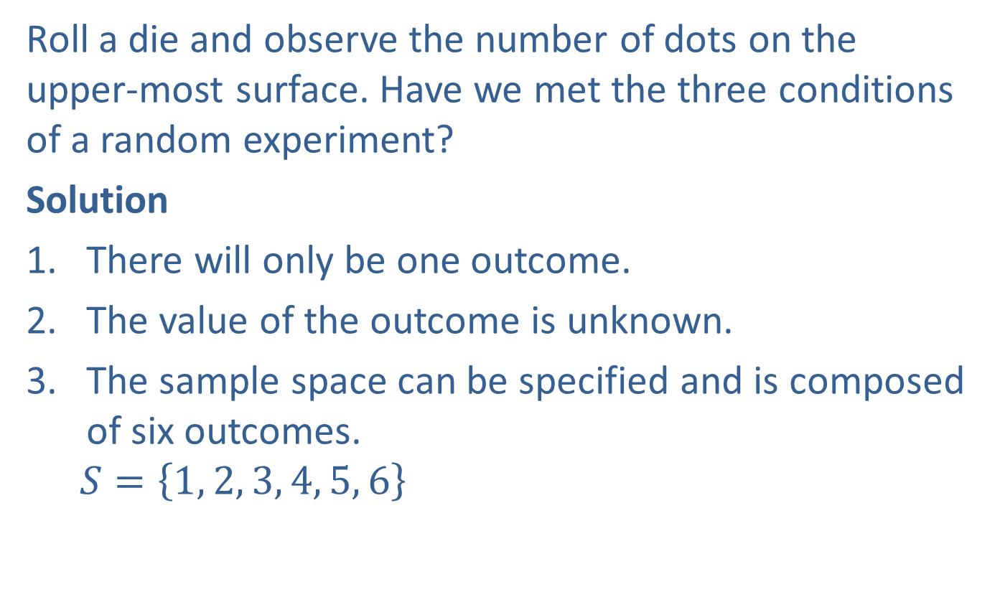 Roll a die and observe the number of dots on the
upper-most surface. Have we met the three conditions
of a random experiment?
Solution
1. There will only be one outcome.
2. The value of the outcome is unknown.
3. The sample space can be specified and is composed
of six outcomes.
𝑆 = {1, 2, 3, 4, 5, 6}